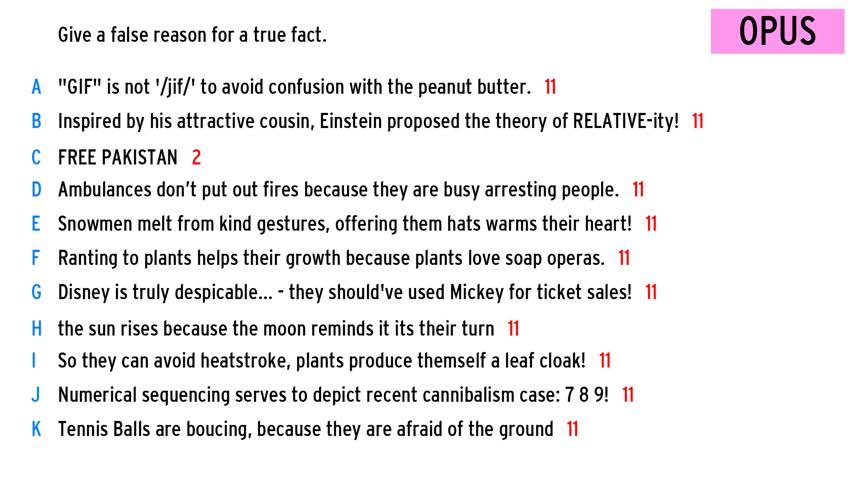 Give a false reason for a true fact.
OPUS
A "GIF" is not '/jif/' to avoid confusion with the peanut butter. 11
B Inspired by his attractive cousin, Einstein proposed the theory of RELATIVE-ity! 11
C FREE PAKISTAN 2
D Ambulances don't put out fires because they are busy arresting people. 11
E Snowmen melt from kind gestures, offering them hats warms their heart! 11
F Ranting to plants helps their growth because plants love soap operas. 11
G Disney is truly despicable... - they should've used Mickey for ticket sales! 11
H the sun rises because the moon reminds it its their turn 11
I So they can avoid heatstroke, plants produce themself a leaf cloak! 11
J Numerical sequencing serves to depict recent cannibalism case: 7 8 9! 11
K Tennis Balls are boucing, because they are afraid of the ground 11